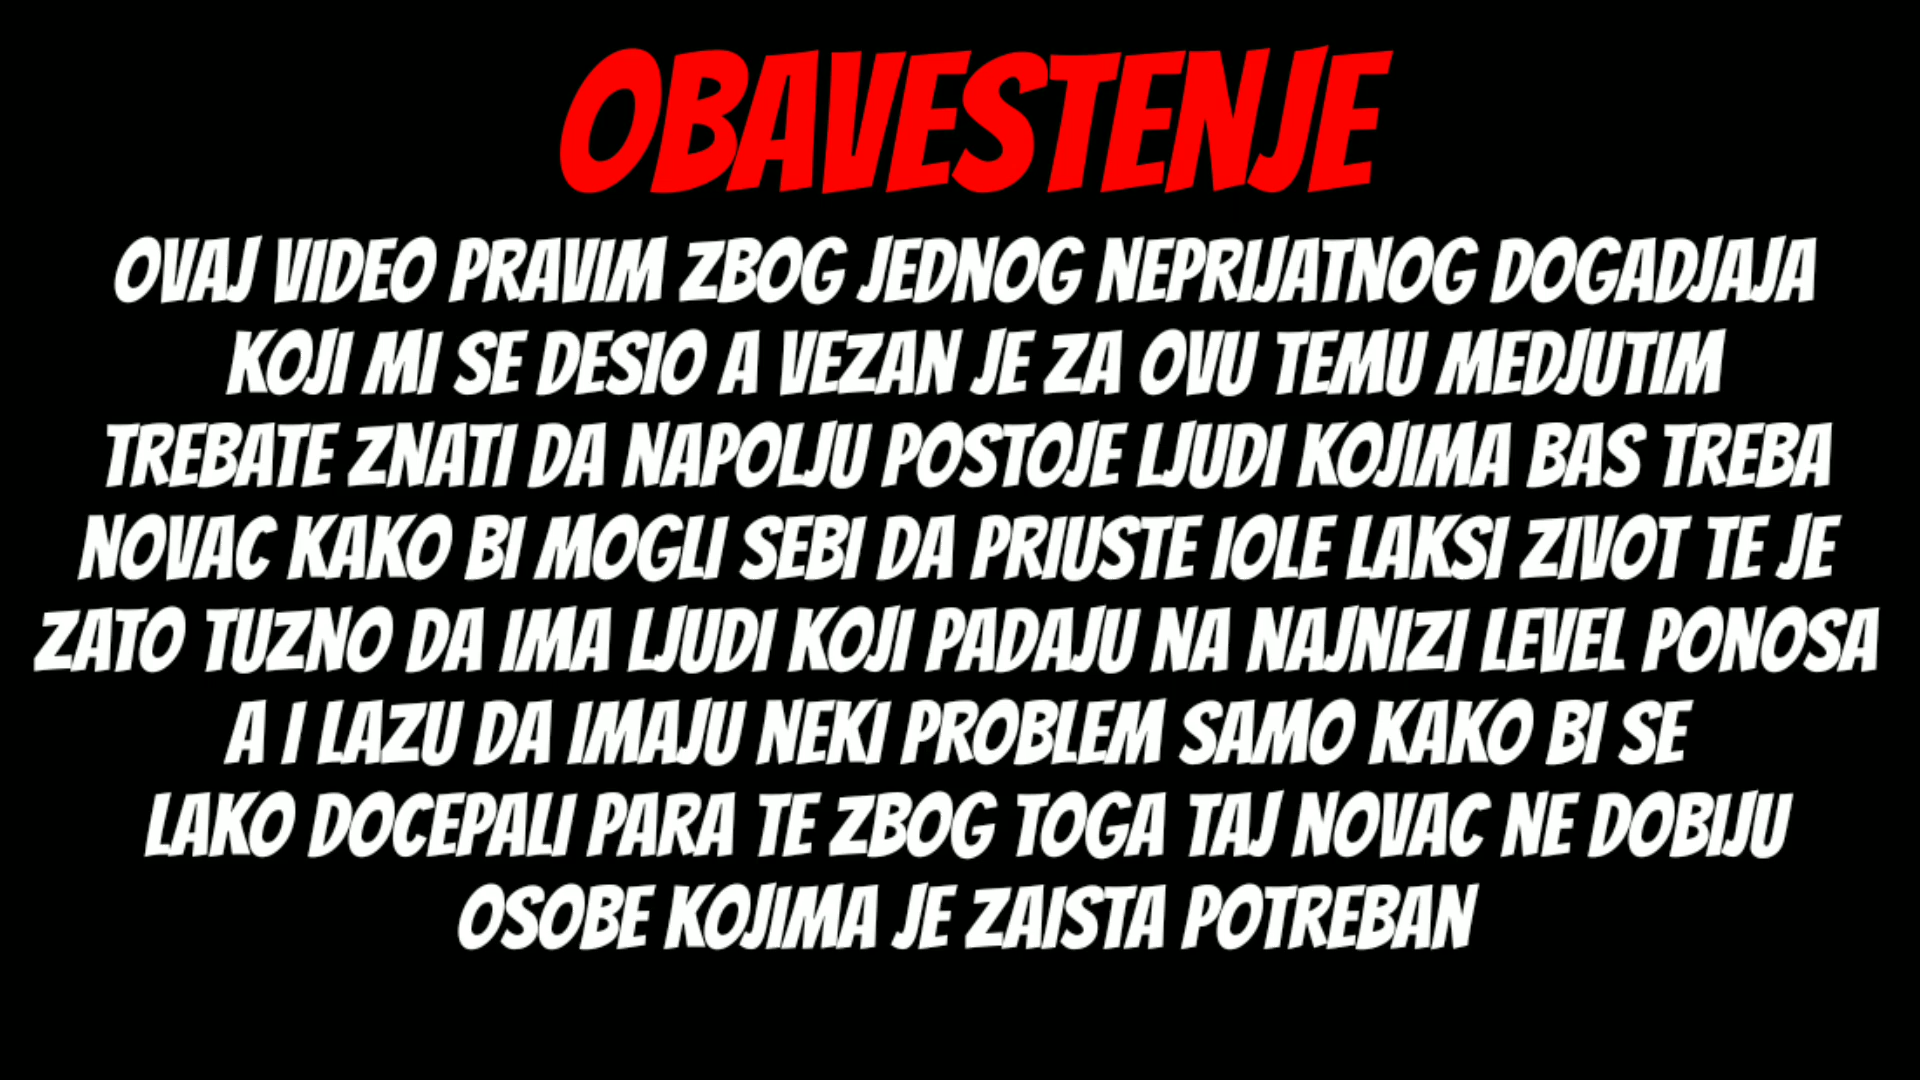 OBAVESTENJE
OVAJ VIDEO PRAVIM ZBOG JEDNOG NEPRIJATNOG DOGADJAJA
KOJI MI SE DESIO A VEZAN JE ZA OVU TEMU MEDJUTIM
TREBATE ZNATI DA NAPOLJU POSTOJE LJUDI KOJIMA BAS TREBA
NOVAC KAKO BI MOGLI SEBI DA PRIUSTE IOLE LAKSI ZIVOT TE JE
ZATO TUZNO DA IMA LJUDI KOJI PADAJU NA NAJNIZI LEVEL PONOSA
A I LAZU DA IMAJU NEKI PROBLEM SAMO KAKO BI SE
LAKO DOCEPALI PARA TE ZBOG TOGA TAJ NOVAC NE DOBIJU
OSOBE KOJIMA JE ZAISTA POTREBAN